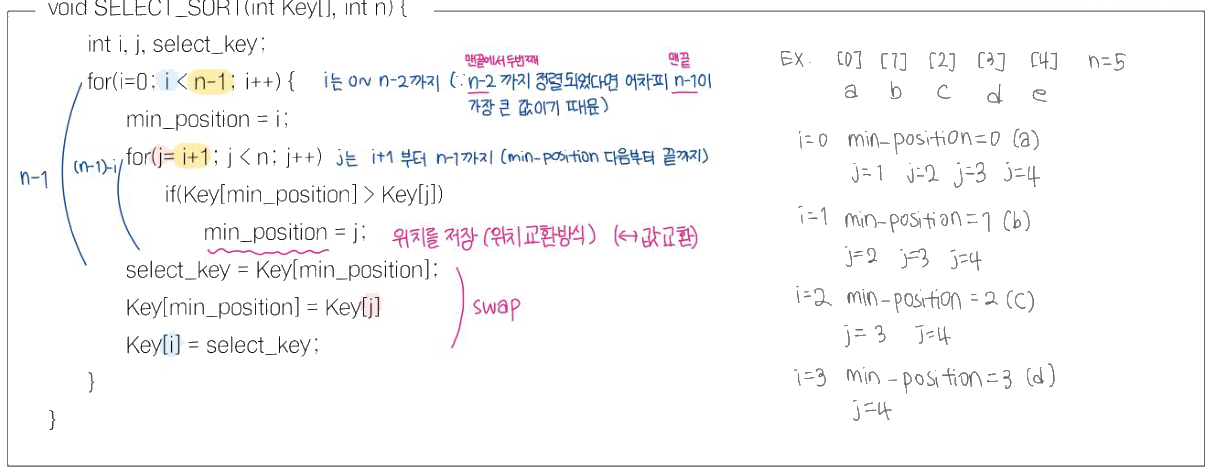 void SELECT_SORT(int Key[], int n) {
int i, j, select_key;
맨끝에서 두번째 맨끝
for(i=0; i < n-1; i++) { i는 0~ n-2까지 (∵n-2 까지 정렬되었다면 어차피 n-1이
가장 큰 값이기 때문)
min_position = i;
(n-1)-i for(j= i+1; j < n; j++) j는 i+1 부터 n-1까지 (min-position 다음부터 끝까지)
n-1
if(Key[min_position] > Key[j])
min_position = j; 위치를 저장 (위치교환방식) (↔값교환)
select_key = Key[min_position];
Key[min_position] = Key[j] swap
Key[i] = select_key;
}
}
EX. [0] [1] [2] [3] [4] n=5
a b c d e
i=0 min-position=0 (a)
j=1 j=2 j=3 j=4
i=1 min-position=1 (b)
j=2 j=3 j=4
i=2 min-position=2 (c)
j=3 j=4
i=3 min-position=3 (d)
j=4